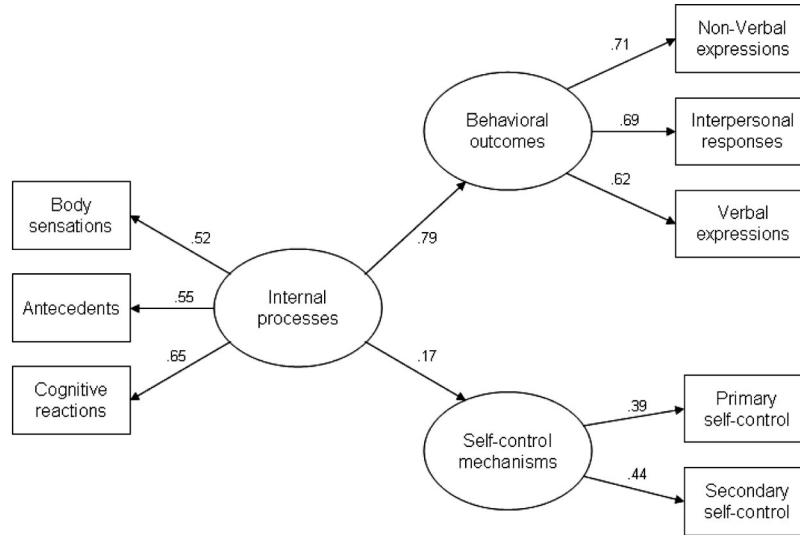 Non-Verbal
expressions
.71
Behavioral
outcomes
.69
Interpersonal
responses
.62
Verbal
expressions
Body
sensations
.52
.79
Antecedents
.55
Internal
processes
.65
.17
Cognitive
reactions
Primary
self-control
.39
Self-control
mechanisms
.44
Secondary
self-control